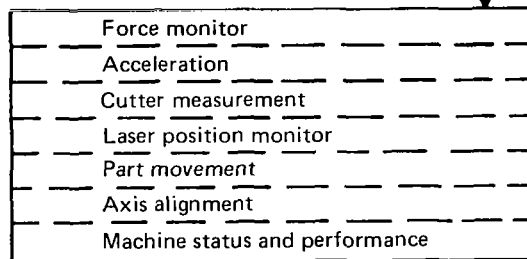 Force monitor
Acceleration
Cutter measurement
Laser position monitor
Part movement
Axis alignment
Machine status and performance